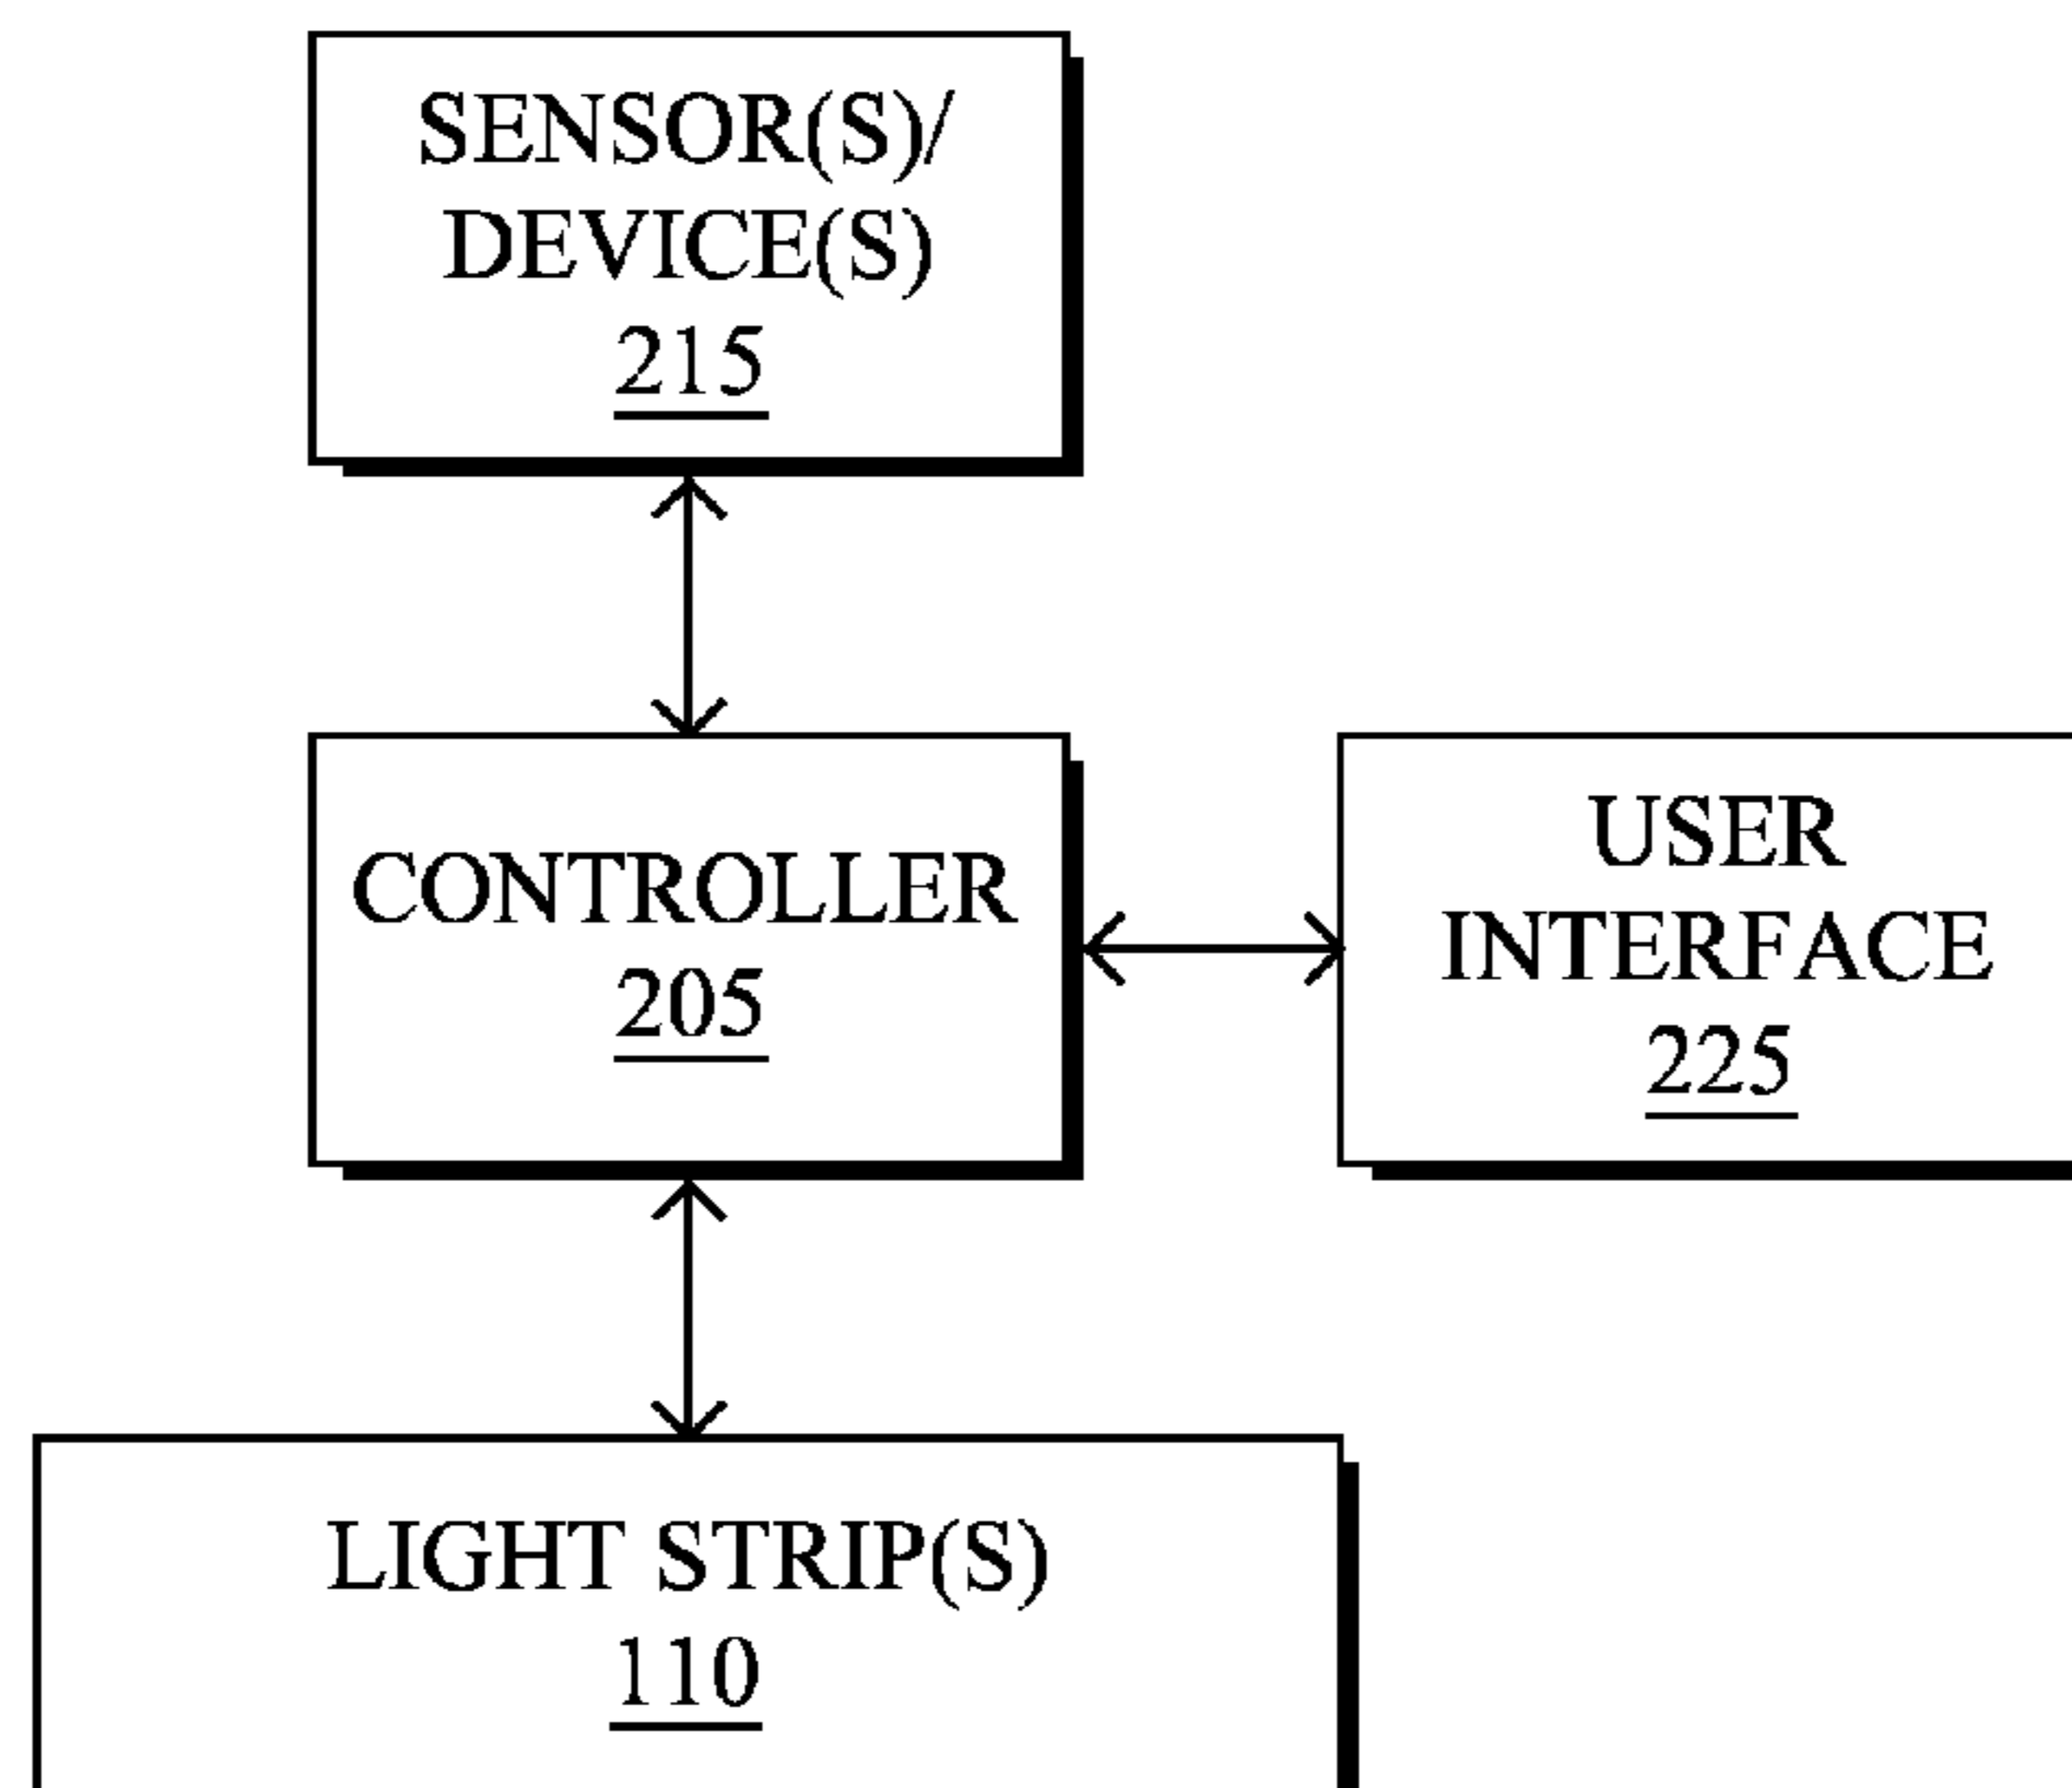 SENSOR(S)/
DEVICE(S)
215
CONTROLLER
205
USER
INTERFACE
225
LIGHT STRIP(S)
110